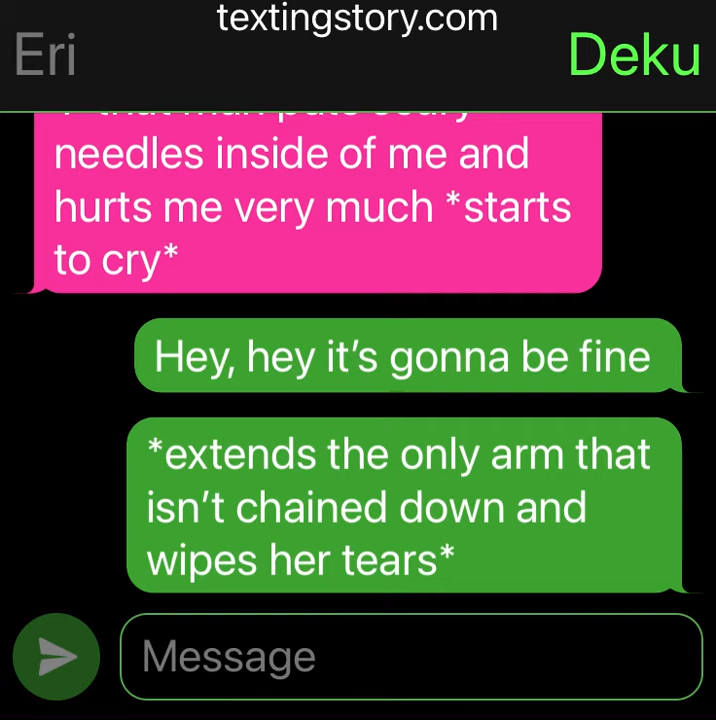 textingstory.com
Eri
Deku
needles inside of me and
hurts me very much *starts
to cry*
Hey, hey it’s gonna be fine
*extends the only arm that
isn’t chained down and
wipes her tears*
Message